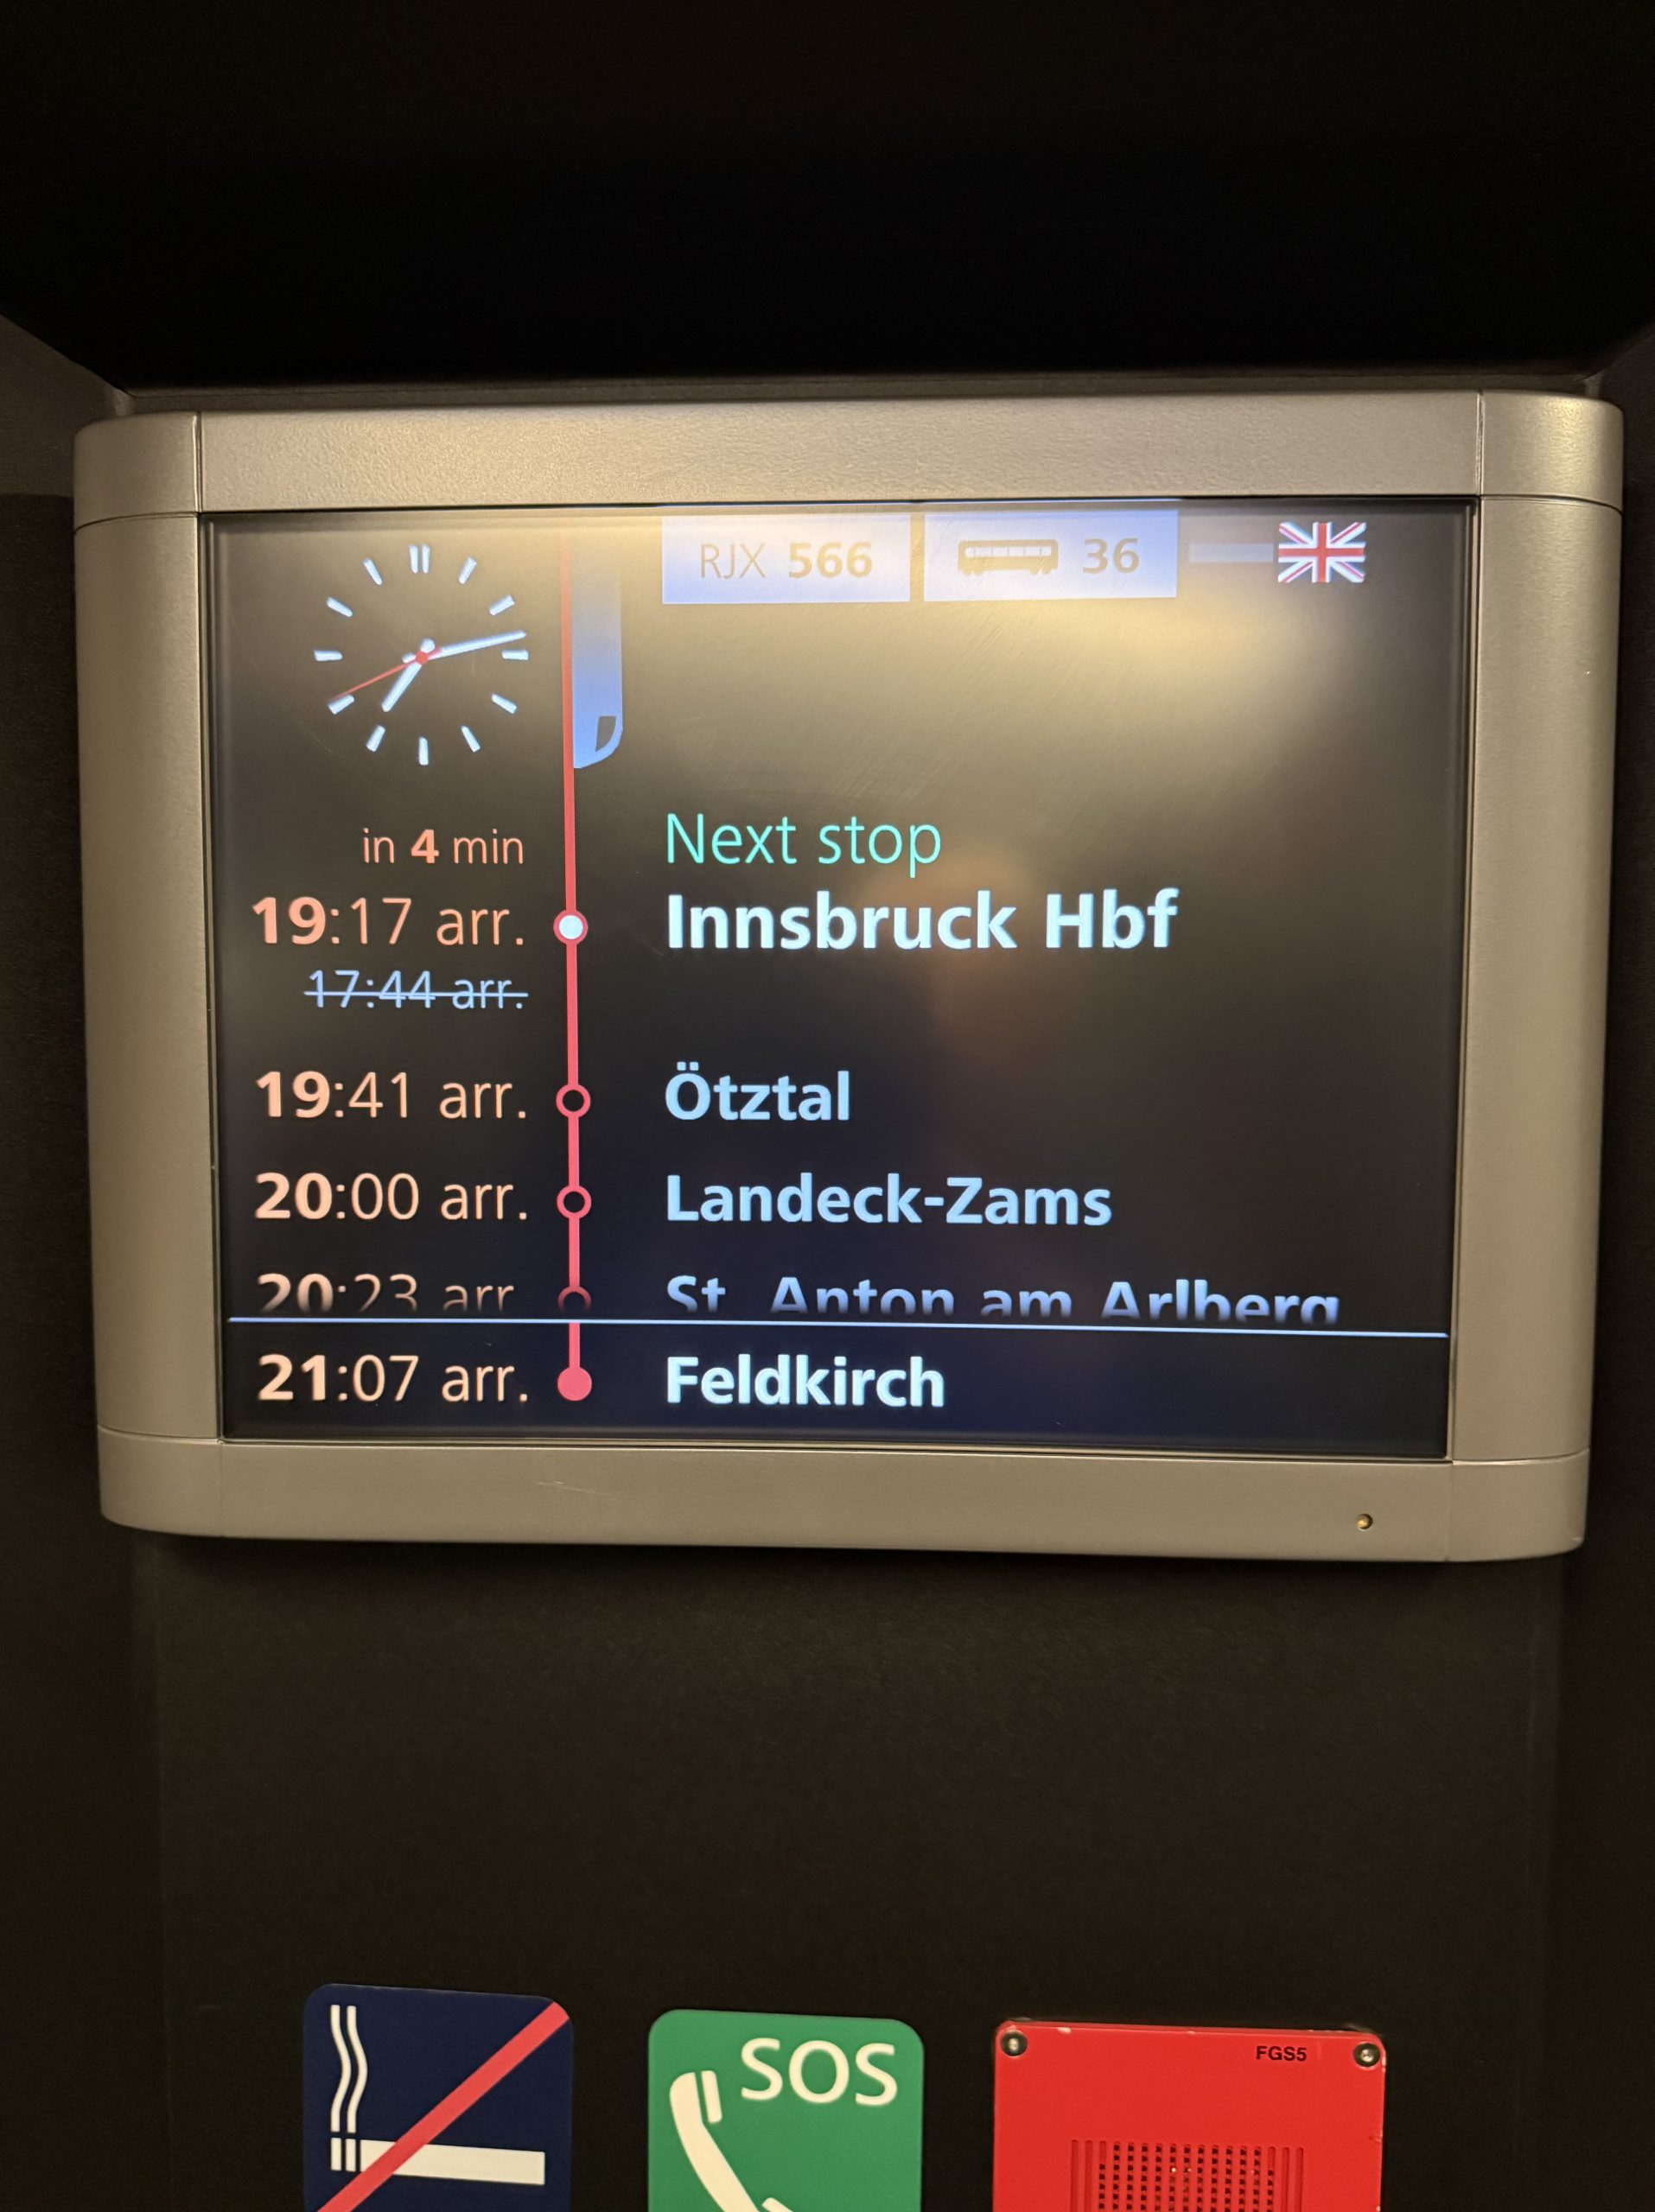 RJX 566 36
in 4 min Next stop
19:17 arr. Innsbruck Hbf
17:44 arr.
19:41 arr. Ötztal
20:00 arr. Landeck-Zams
20:23 arr. St. Anton am Arlberg
21:07 arr. Feldkirch
SOS
FGS5